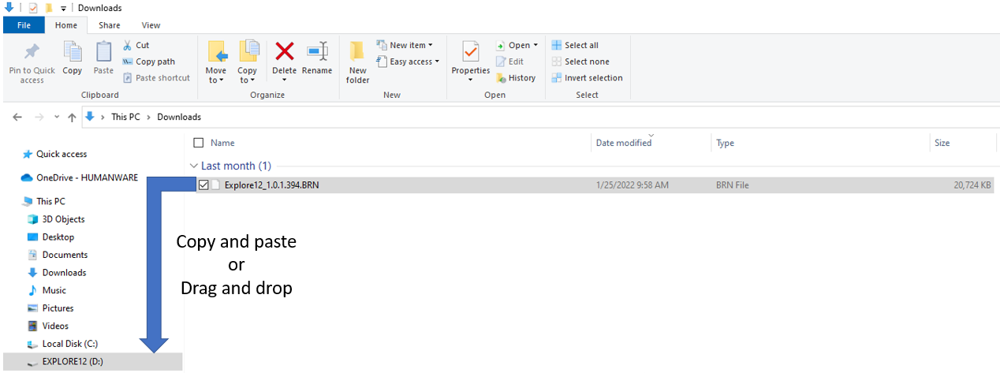 Downloads
File Home Share View
Pin to Quick access
Copy
Paste
Cut
Copy path
Paste shortcut
Clipboard
Move to
Copy to
Delete
Rename
Organize
New folder
New item
Easy access
New
Properties
Open
Edit
History
Open
Select all
Select none
Invert selection
Select
This PC > Downloads
Name Date modified Type Size
Last month (1)
Explore12_1.0.1.394.BRN 1/25/2022 9:58 AM BRN File 20,724 KB
Quick access
OneDrive - HUMANWARE
This PC
3D Objects
Desktop
Documents
Downloads
Music
Pictures
Videos
Local Disk (C:)
EXPLORE12 (D:)
Copy and paste
or
Drag and drop